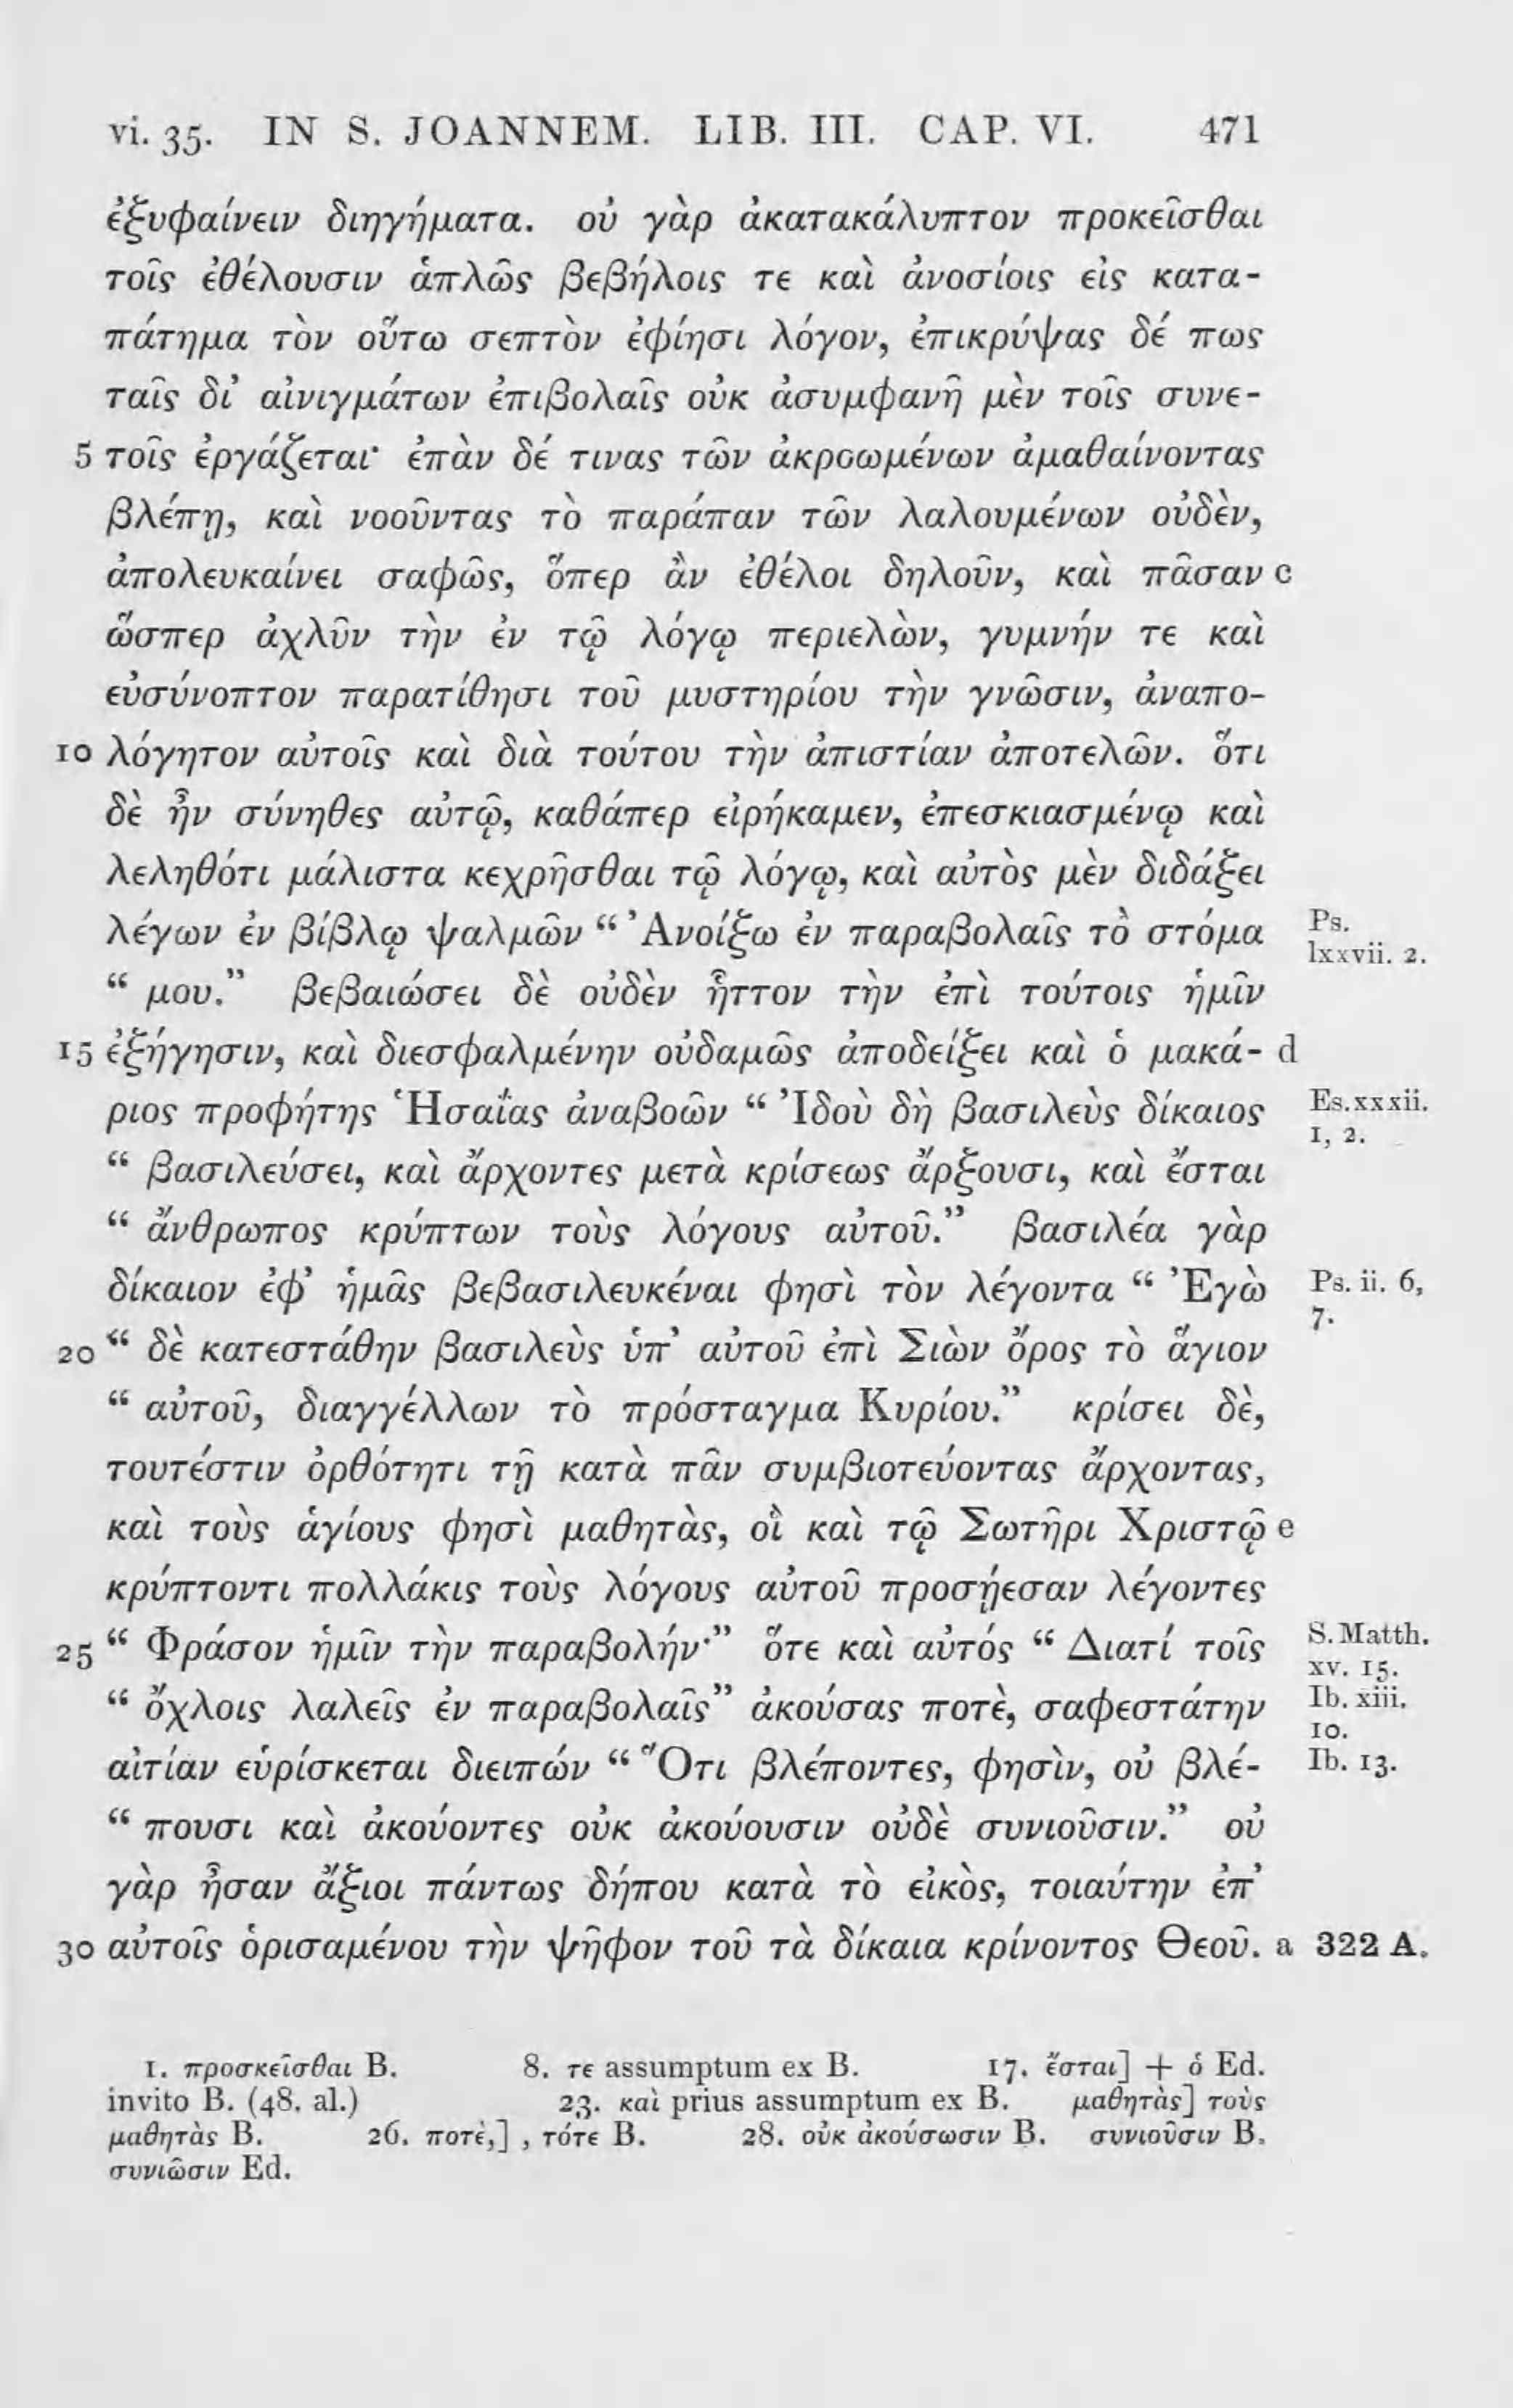 vi. 35. IN S. JOANNEM. LIB. III. CAP. VI. 471
ἐξυφαίνειν διηγήματα. οὐ γὰρ ἀκατακάλυπτον προκεῖσθαι
τοῖς ἐθέλουσιν ἁπλῶς βεβήλοις τε καὶ ἀνοσίοις εἰς κατα-
πάτημα τὸν οὕτω σεπτὸν ἐφίησι λόγον, ἐπικρύψας δέ πως
ταῖς δι’ αἰνιγμάτων ἐπιβολαῖς οὐκ ἀσυμφανῆ μὲν τοῖς συνε-
5 τοῖς ἐργάζεται· ἐπὰν δέ τινας τῶν ἀκροωμένων ἀμαθαίνοντας
βλέπῃ, καὶ νοοῦντας τὸ παράπαν τῶν λαλουμένων οὐδὲν,
ἀπολευκαίνει σαφῶς, ὅπερ ἂν ἐθέλοι δηλοῦν, καὶ πᾶσαν c
ὥσπερ ἀχλῦν τὴν ἐν τῷ λόγῳ περιελὼν, γυμνήν τε καὶ
εὐσύνοπτον παρατίθησι τοῦ μυστηρίου τὴν γνῶσιν, ἀναπο-
10 λόγητον αὐτοῖς καὶ διὰ τούτου τὴν ἀπιστίαν ἀποτελῶν. ὅτι
δὲ ἦν σύνηθες αὐτῷ, καθάπερ εἰρήκαμεν, ἐπεσκιασμένῳ καὶ
λεληθότι μάλιστα κεχρῆσθαι τῷ λόγῳ, καὶ αὐτὸς μὲν διδάξει
λέγων ἐν βίβλῳ ψαλμῶν “ Ἀνοίξω ἐν παραβολαῖς τὸ στόμα Ps. lxxvii. 2.
“ μου.” βεβαιώσει δὲ οὐδὲν ἧττον τὴν ἐπὶ τούτοις ἡμῖν
15 ἐξήγησιν, καὶ διεσφαλμένην οὐδαμῶς ἀποδείξει καὶ ὁ μακά- d
ριος προφήτης Ἡσαΐας ἀναβοῶν “ Ἰδοὺ δὴ βασιλεὺς δίκαιος Es. xxxii. 1, 2.
“ βασιλεύσει, καὶ ἄρχοντες μετὰ κρίσεως ἄρξουσι, καὶ ἔσται
“ ἄνθρωπος κρύπτων τοὺς λόγους αὐτοῦ.” βασιλέα γὰρ
δίκαιον ἐφ’ ἡμᾶς βεβασιλευκέναι φησὶ τὸν λέγοντα “ Ἐγὼ Ps. ii. 6, 7.
20 “ δὲ κατεστάθην βασιλεὺς ὑπ’ αὐτοῦ ἐπὶ Σιὼν ὄρος τὸ ἅγιον
“ αὐτοῦ, διαγγέλλων τὸ πρόσταγμα Κυρίου.” κρίσει δὲ,
τουτέστιν ὀρθότητι τῇ κατὰ πᾶν συμβιοτεύοντας ἄρχοντας,
καὶ τοὺς ἁγίους φησὶ μαθητὰς, οἳ καὶ τῷ Σωτῆρι Χριστῷ e
κρύπτοντι πολλάκις τοὺς λόγους αὐτοῦ προσῄεσαν λέγοντες
25 “ Φράσον ἡμῖν τὴν παραβολήν·” ὅτε καὶ αὐτός “ Διατί τοῖς S. Matth. xv. 15.
“ ὄχλοις λαλεῖς ἐν παραβολαῖς” ἀκούσας ποτὲ, σαφεστάτην Ib. xiii. 10.
αἰτίαν εὑρίσκεται διειπών “ Ὅτι βλέποντες, φησὶν, οὐ βλέ- Ib. 13.
“ πουσι καὶ ἀκούοντες οὐκ ἀκούουσιν οὐδὲ συνιοῦσιν.” οὐ
γὰρ ἦσαν ἄξιοι πάντως δήπου κατὰ τὸ εἰκὸς, τοιαύτην ἐπ’
30 αὐτοῖς ὁρισαμένου τὴν ψῆφον τοῦ τὰ δίκαια κρίνοντος Θεοῦ. a 322 A.
1. προσκεῖσθαι B. 8. τε assumptum ex B. 17. ἔσται] + ὁ Ed.
invito B. (48. al.) 23. καὶ prius assumptum ex B. μαθητὰς] τοὺς
μαθητὰς B. 26. ποτὲ,] , τότε B. 28. οὐκ ἀκούσωσιν B. συνιοῦσιν B.
συνιῶσιν Ed.